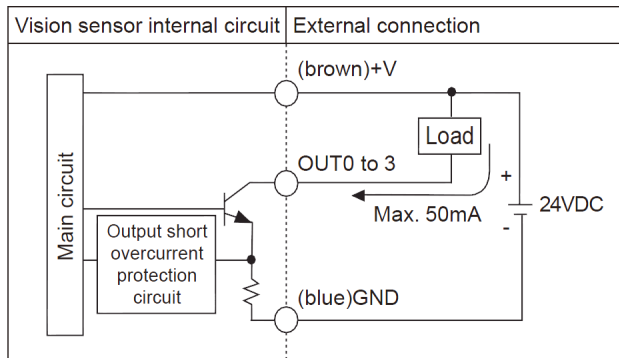 Vision sensor internal circuit
External connection
(brown)+V
Load
OUT0 to 3
Max. 50mA
+
24VDC
-
Main circuit
Output short
overcurrent
protection
circuit
(blue)GND